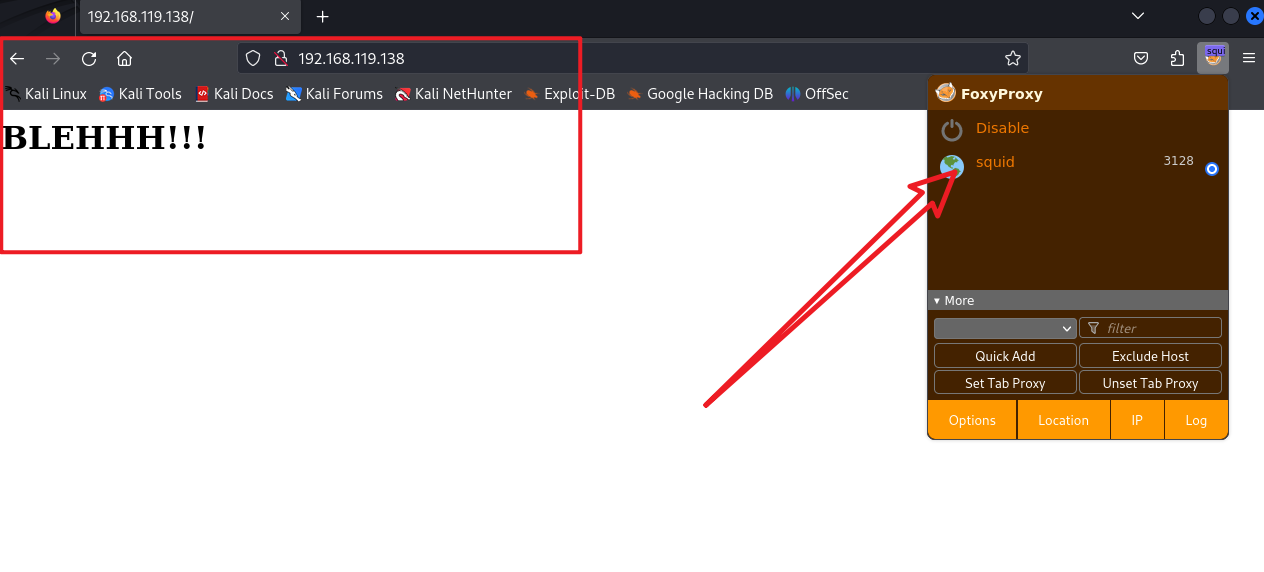 192.168.119.138/
squi
192.168.119.138
Kali Linux Kali Tools Kali Docs Kali Forums Kali NetHunter Exploit-DB Google Hacking DB OffSec
BLEHHH!!!
FoxyProxy
Disable
squid 3128
▾ More
filter
Quick Add Exclude Host
Set Tab Proxy Unset Tab Proxy
Options Location IP Log